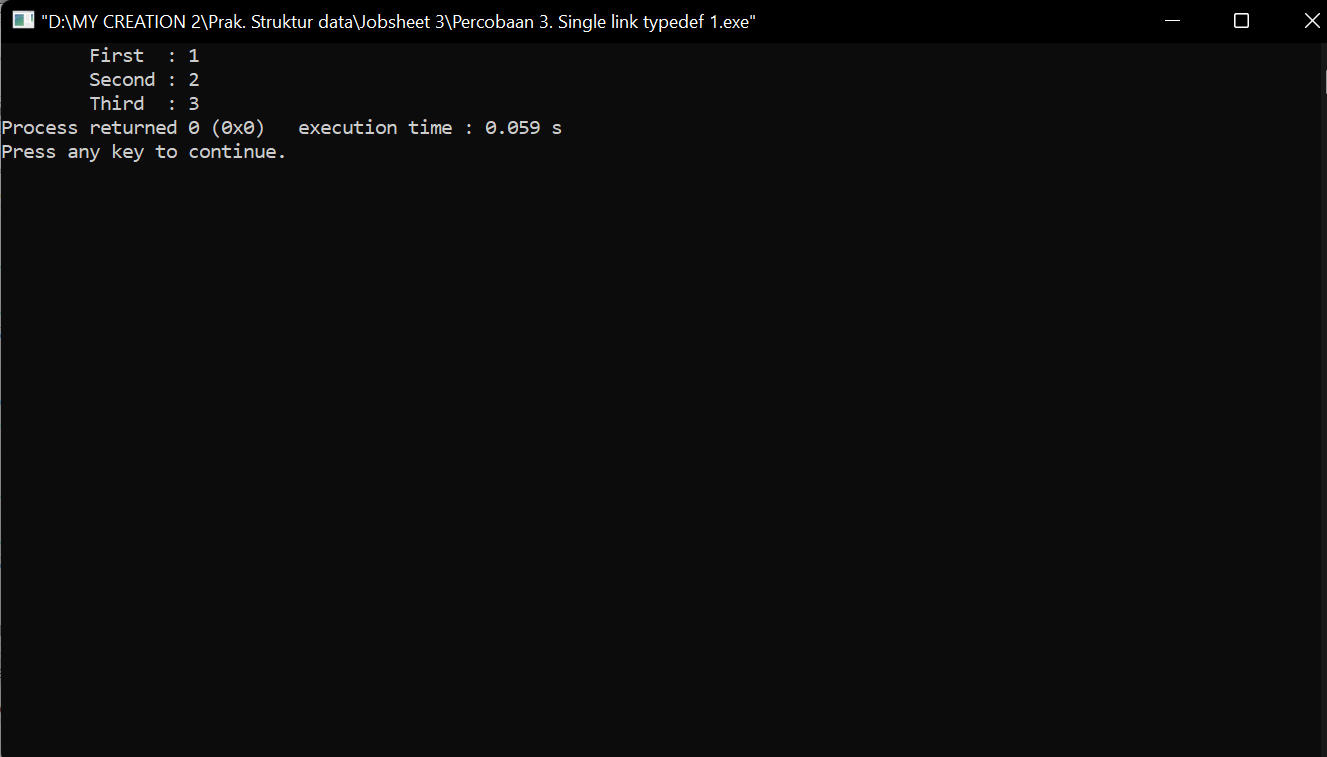 "D:\MY CREATION 2\Prak. Struktur data\Jobsheet 3\Percobaan 3. Single link typedef 1.exe"
First  : 1
Second : 2
Third  : 3
Process returned 0 (0x0)   execution time : 0.059 s
Press any key to continue.